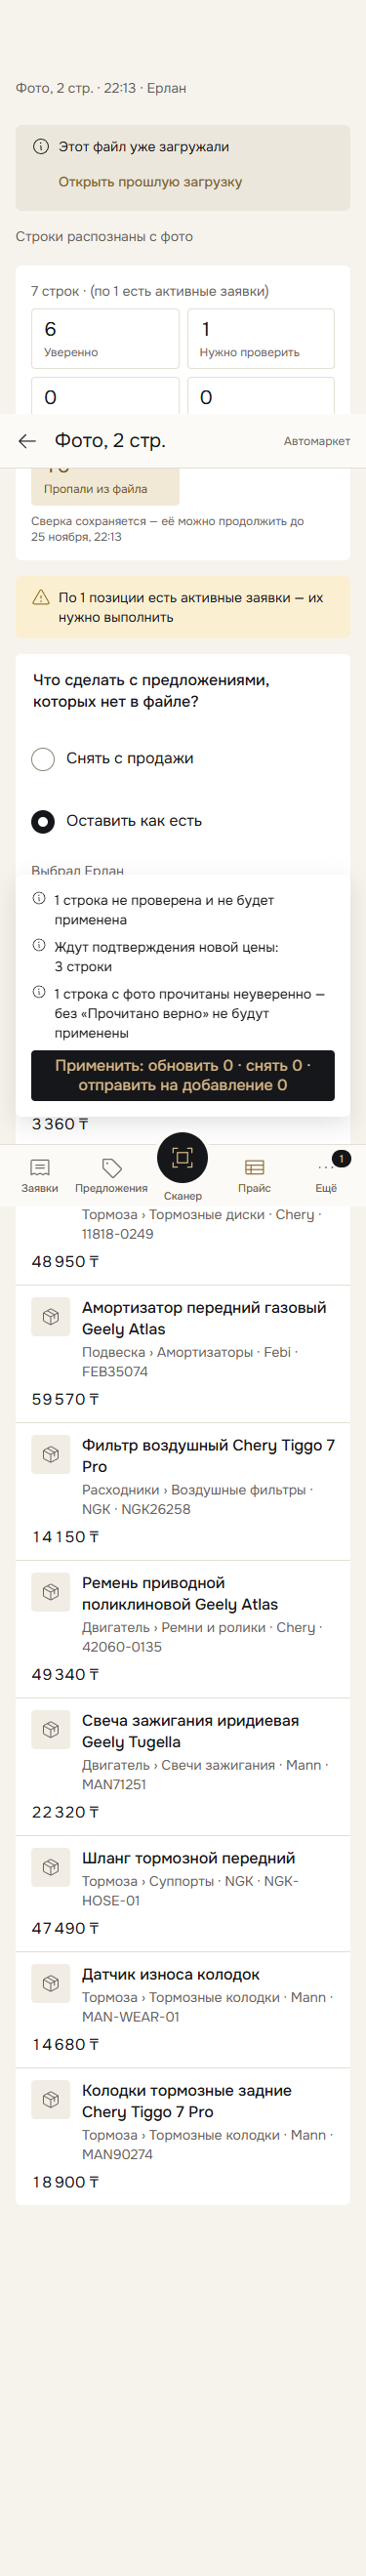 Фото, 2 стр. · 22:13 · Ерлан
Этот файл уже загружали
Открыть прошлую загрузку
Строки распознаны с фото
7 строк · (по 1 есть активные заявки)
6
Уверенно
1
Нужно проверить
0
0
Фото, 2 стр.
Автомаркет
Пропали из файла
Сверка сохраняется — её можно продолжить до
25 ноября, 22:13
По 1 позиции есть активные заявки — их
нужно выполнить
Что сделать с предложениями,
которых нет в файле?
Снять с продажи
Оставить как есть
Выбрал Ерлан
1 строка не проверена и не будет
применена
Ждут подтверждения новой цены:
3 строки
1 строка с фото прочитаны неуверенно —
без «Прочитано верно» не будут
применены
Применить: обновить 0 · снять 0 ·
отправить на добавление 0
3 360 ₸
Заявки
Предложения
Сканер
Прайс
1
Ещё
Тормоза › Тормозные диски · Chery ·
11818-0249
48 950 ₸
Амортизатор передний газовый
Geely Atlas
Подвеска › Амортизаторы · Febi ·
FEB35074
59 570 ₸
Фильтр воздушный Chery Tiggo 7
Pro
Расходники › Воздушные фильтры ·
NGK · NGK26258
14 150 ₸
Ремень приводной
поликлиновой Geely Atlas
Двигатель › Ремни и ролики · Chery ·
42060-0135
49 340 ₸
Свеча зажигания иридиевая
Geely Tugella
Двигатель › Свечи зажигания · Mann ·
MAN71251
22 320 ₸
Шланг тормозной передний
Тормоза › Суппорты · NGK · NGK-
HOSE-01
47 490 ₸
Датчик износа колодок
Тормоза › Тормозные колодки · Mann ·
MAN-WEAR-01
14 680 ₸
Колодки тормозные задние
Chery Tiggo 7 Pro
Тормоза › Тормозные колодки · Mann ·
MAN90274
18 900 ₸